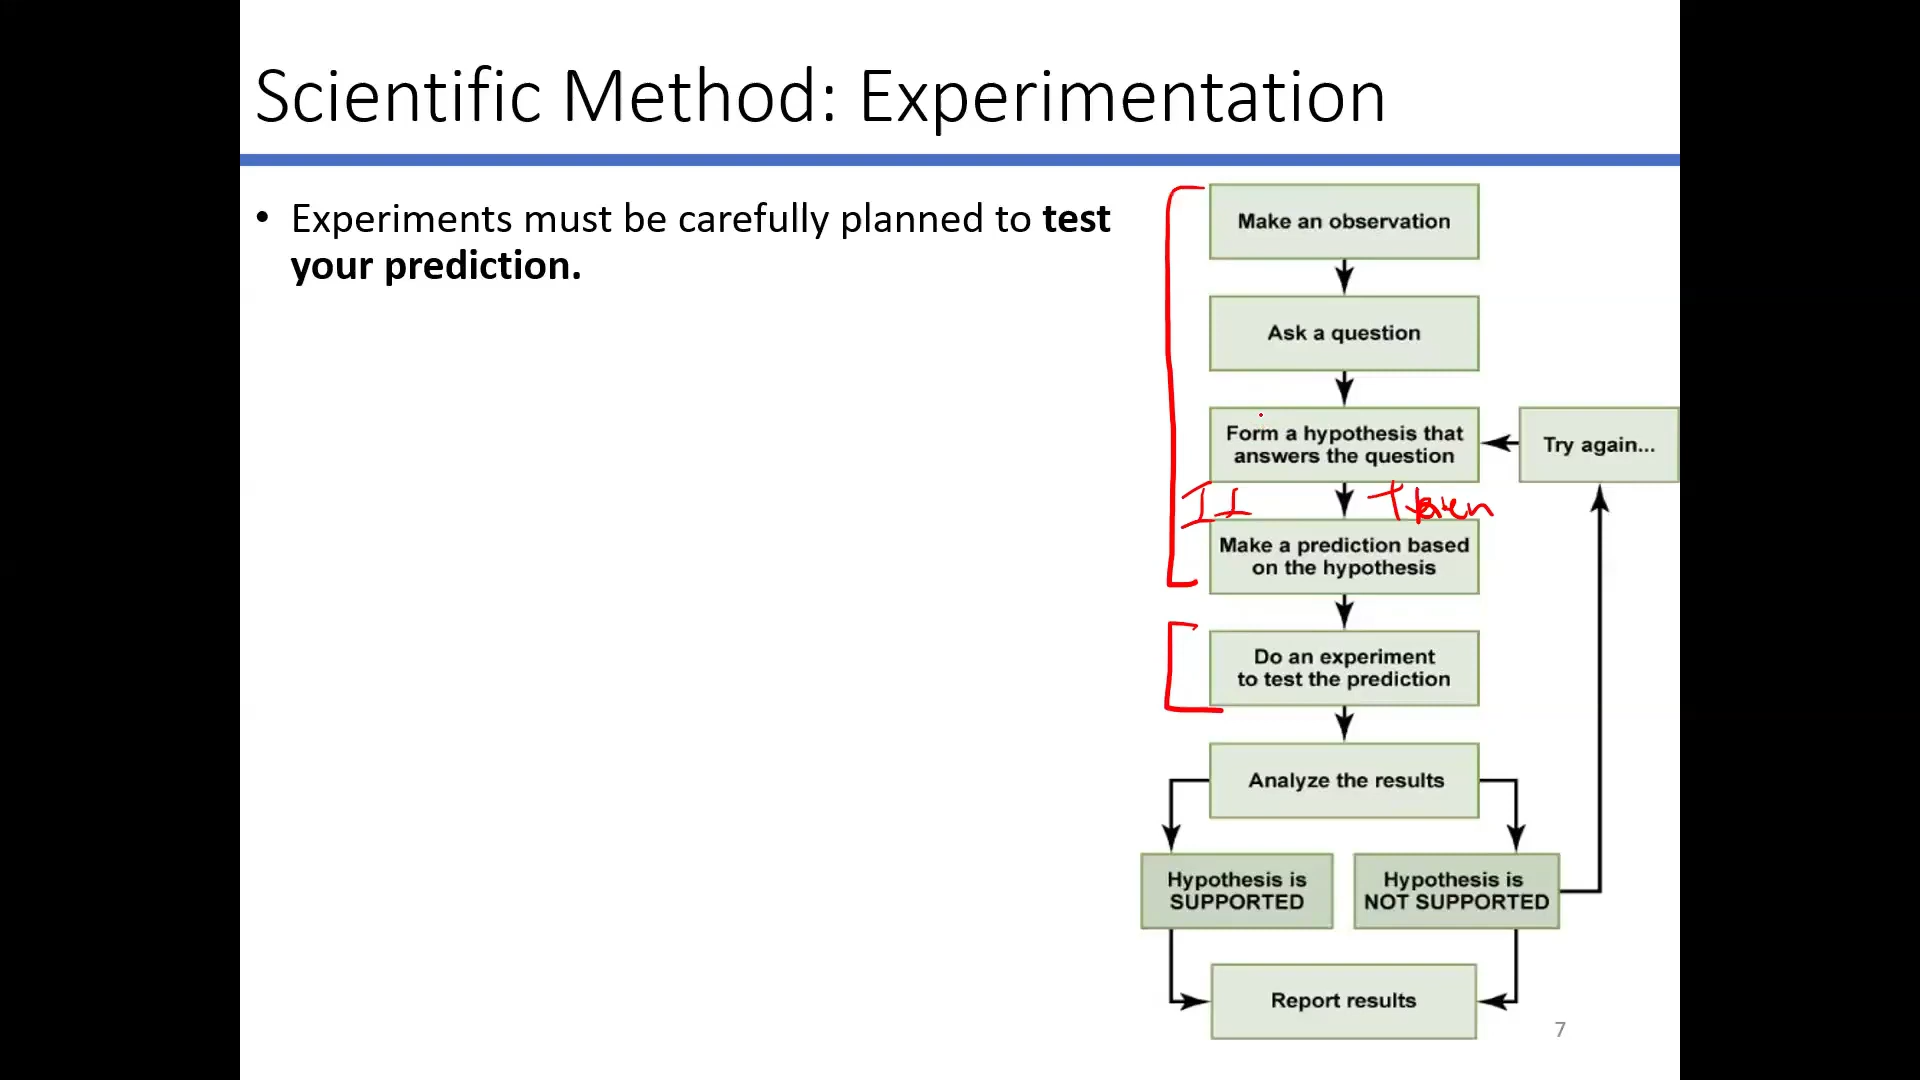 Scientific Method: Experimentation
• Experiments must be carefully planned to test
your prediction.
Make an observation
Ask a question
Form a hypothesis that
answers the question
Try again...
If Then
Make a prediction based
on the hypothesis
Do an experiment
to test the prediction
Analyze the results
Hypothesis is
SUPPORTED
Hypothesis is
NOT SUPPORTED
Report results
7